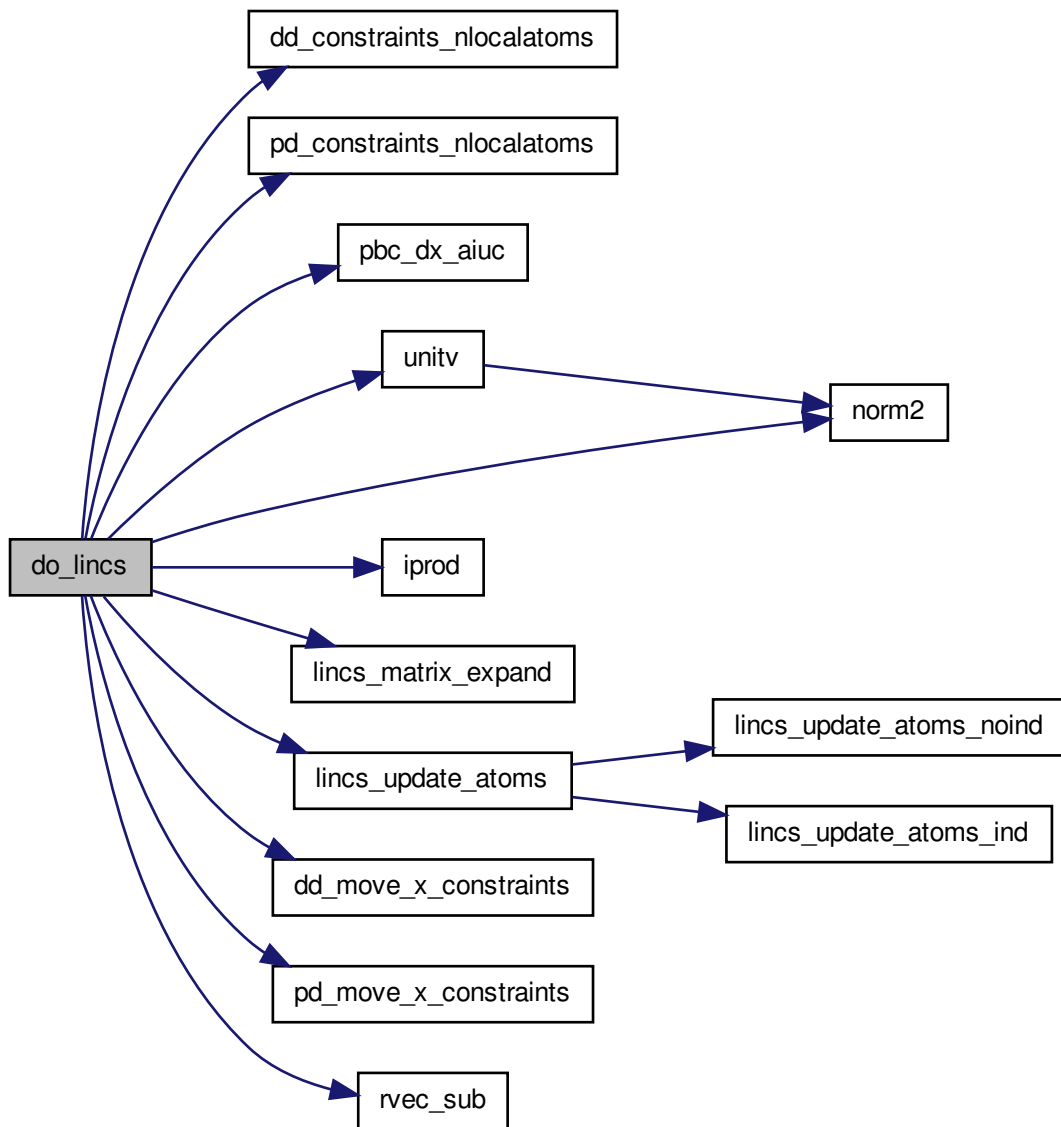 dd_constraints_nlocalatoms
pd_constraints_nlocalatoms
pbc_dx_aiuc
unitv
norm2
do_lincs
iprod
lincs_matrix_expand
lincs_update_atoms_noind
lincs_update_atoms
lincs_update_atoms_ind
dd_move_x_constraints
pd_move_x_constraints
rvec_sub